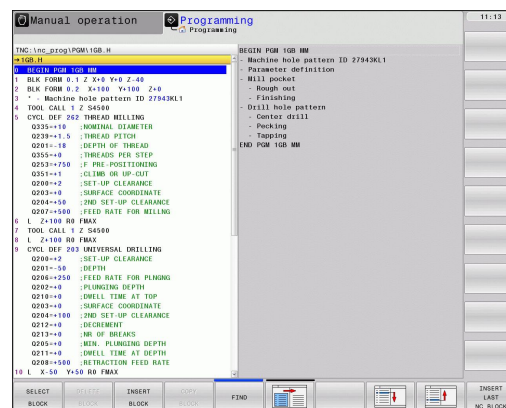 Manual operation
Programming
Programming
11:13
TNC:\nc_prog\PGM\1GB.H
→1GB.H
0 BEGIN PGM 1GB MM
1 BLK FORM 0.1 Z X+0 Y+0 Z-40
2 BLK FORM 0.2 X+100 Y+100 Z+0
3 * - Machine hole pattern ID 27943KL1
4 TOOL CALL 1 Z S4500
5 CYCL DEF 262 THREAD MILLING
Q335=+10 ;NOMINAL DIAMETER
Q239=+1.5 ;THREAD PITCH
Q201=-18 ;DEPTH OF THREAD
Q355=+0 ;THREADS PER STEP
Q253=+750 ;F PRE-POSITIONING
Q351=+1 ;CLIMB OR UP-CUT
Q200=+2 ;SET-UP CLEARANCE
Q203=+0 ;SURFACE COORDINATE
Q204=+50 ;2ND SET-UP CLEARANCE
Q207=+500 ;FEED RATE FOR MILLNG
6 L Z+100 R0 FMAX
7 TOOL CALL 1 Z S4500
8 L Z+100 R0 FMAX
9 CYCL DEF 203 UNIVERSAL DRILLING
Q200=+2 ;SET-UP CLEARANCE
Q201=-50 ;DEPTH
Q206=+250 ;FEED RATE FOR PLNGNG
Q202=+0 ;PLUNGING DEPTH
Q210=+0 ;DWELL TIME AT TOP
Q203=+0 ;SURFACE COORDINATE
Q204=+100 ;2ND SET-UP CLEARANCE
Q212=+0 ;DECREMENT
Q213=+0 ;NR OF BREAKS
Q205=+0 ;MIN. PLUNGING DEPTH
Q211=+0 ;DWELL TIME AT DEPTH
Q208=+500 ;RETRACTION FEED RATE
10 L X-50 Y+50 R0 FMAX
BEGIN PGM 1GB MM
- Machine hole pattern ID 27943KL1
- Parameter definition
- Mill pocket
- Rough out
- Finishing
- Drill hole pattern
- Center drill
- Pecking
- Tapping
END PGM 1GB MM
SELECT
BLOCK
DELETE
BLOCK
INSERT
BLOCK
COPY
BLOCK
FIND
INSERT
LAST
NC BLOCK